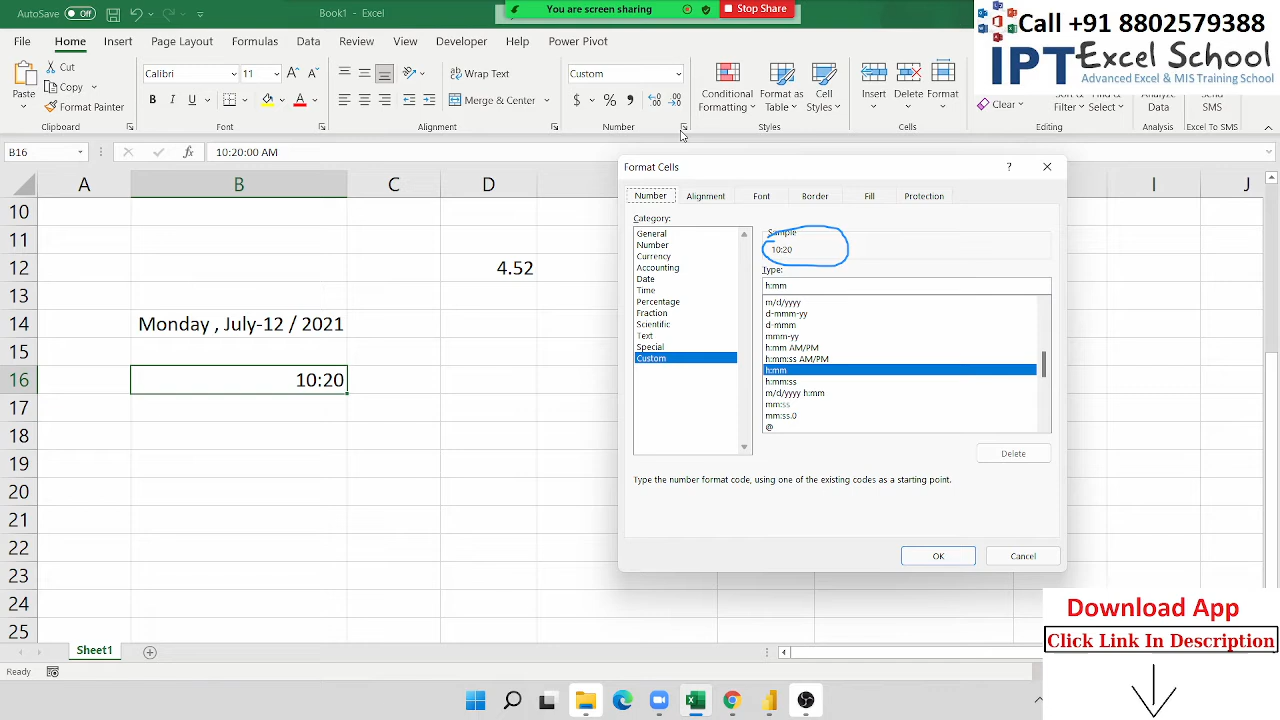 AutoSave Off
Book1 - Excel
You are screen sharing
Stop Share
Call +91 8802579388
IPT Excel School
Advanced Excel & MIS Training School
File Home Insert Page Layout Formulas Data Review View Developer Help Power Pivot
Cut
Copy
Format Painter
Paste
Clipboard
Calibri 11
B I U
Font
Wrap Text
Merge & Center
Alignment
Custom
$ % ,
Number
Conditional Formatting
Format as Table
Cell Styles
Styles
Insert Delete Format
Cells
Clear
Filter Select
Editing
Data
Analysis
Send SMS
Excel To SMS
B16
fx
10:20:00 AM
A B C D I J
10
11
12 4.52
13
14 Monday , July-12 / 2021
15
16 10:20
17
18
19
20
21
22
23
24
25
Format Cells
?
Number Alignment Font Border Fill Protection
Category:
General
Number
Currency
Accounting
Date
Time
Percentage
Fraction
Scientific
Text
Special
Custom
Sample
10:20
Type:
h:mm
m/d/yyyy
d-mmm-yy
d-mmm
mmm-yy
h:mm AM/PM
h:mm:ss AM/PM
h:mm
h:mm:ss
m/d/yyyy h:mm
mm:ss
mm:ss.0
@
Delete
Type the number format code, using one of the existing codes as a starting point.
OK Cancel
Sheet1
Ready
Download App
Click Link In Description